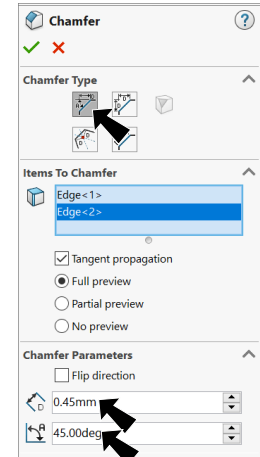 Chamfer
?
Chamfer Type
Items To Chamfer
Edge<1>
Edge<2>
Tangent propagation
Full preview
Partial preview
No preview
Chamfer Parameters
Flip direction
D 0.45mm
A 45.00deg